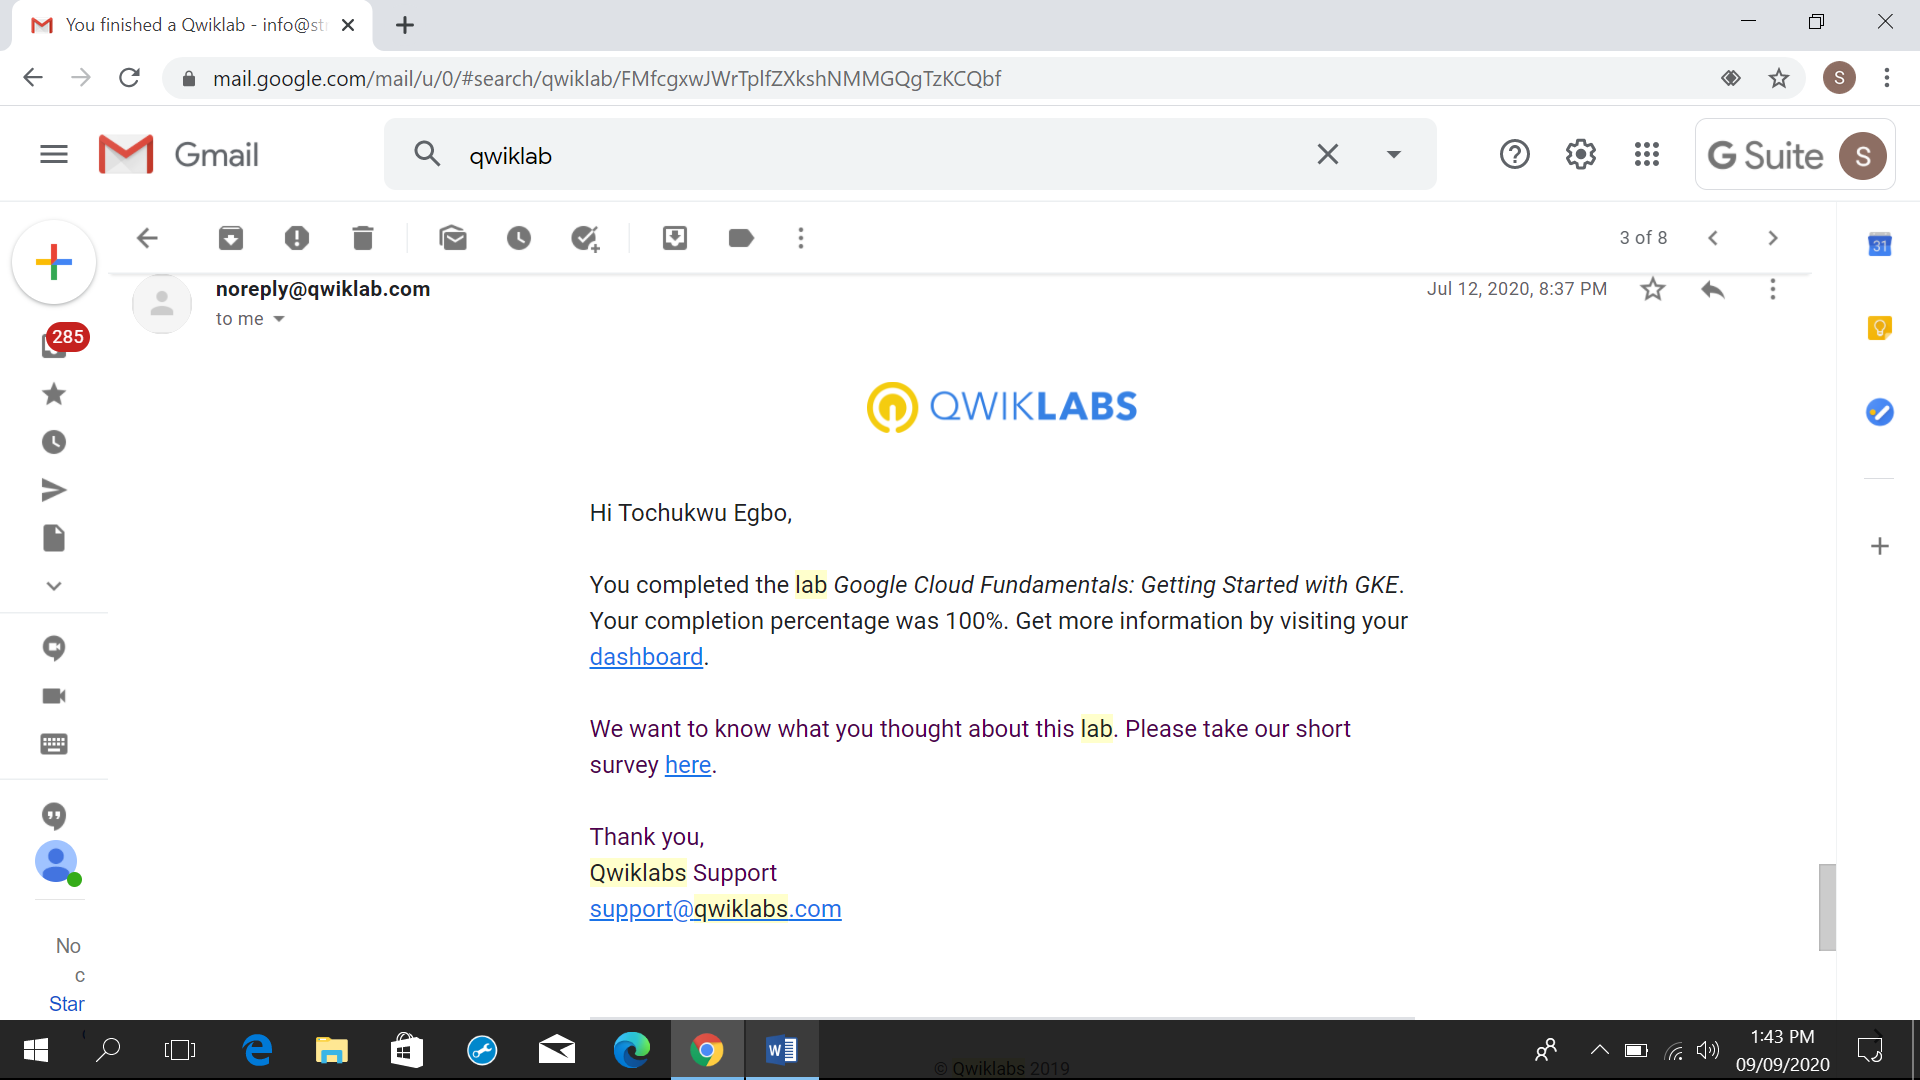 You finished a Qwiklab - info@st
mail.google.com/mail/u/0/#search/qwiklab/FMfcgxwJWrTplfZXkshNMMGQgTzKCQbf
S
Gmail
qwiklab
G Suite
S
3 of 8
31
noreply@qwiklab.com
Jul 12, 2020, 8:37 PM
to me
285
QWIKLABS
Hi Tochukwu Egbo,
You completed the lab Google Cloud Fundamentals: Getting Started with GKE.
Your completion percentage was 100%. Get more information by visiting your
dashboard.
We want to know what you thought about this lab. Please take our short
survey here.
Thank you,
Qwiklabs Support
support@qwiklabs.com
No
c
Star
© Qwiklabs 2019
W
1:43 PM
09/09/2020